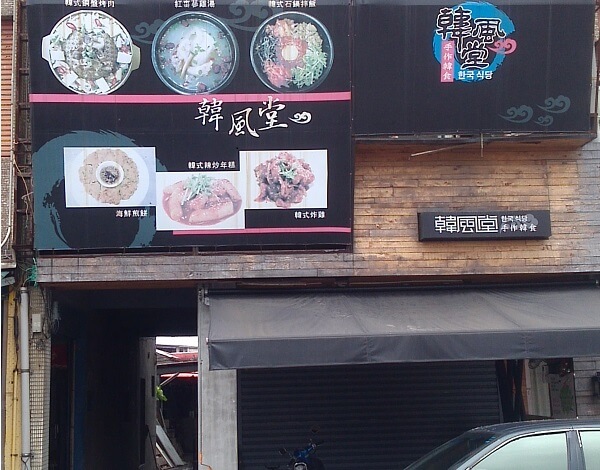 韓式銅盤烤肉
紅蔘蔘雞湯
韓式石鍋拌飯
韓風堂
海鮮煎餅
韓式辣炒年糕
韓式炸雞
韓風堂
手作韓食
한국 식당
韓風堂
한국 식당
手作韓食